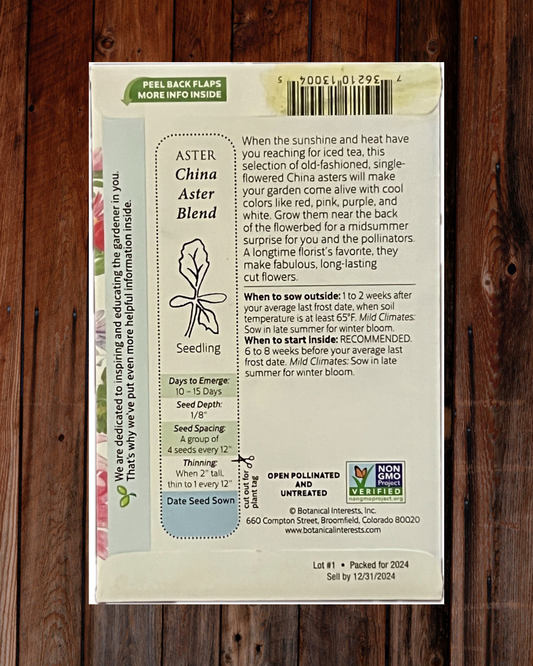 PEEL BACK FLAPS
MORE INFO INSIDE
7 36210 13004 5
We are dedicated to inspiring and educating the gardener in you.
That's why we've put even more helpful information inside.
ASTER
China
Aster
Blend
Seedling
Days to Emerge:
10 – 15 Days
Seed Depth:
1/8"
Seed Spacing:
A group of
4 seeds every 12"
Thinning:
When 2" tall,
thin to 1 every 12"
Date Seed Sown
cut out for
plant tag
When the sunshine and heat have
you reaching for iced tea, this
selection of old-fashioned, single-
flowered China asters will make
your garden come alive with cool
colors like red, pink, purple, and
white. Grow them near the back
of the flowerbed for a midsummer
surprise for you and the pollinators.
A longtime florist's favorite, they
make fabulous, long-lasting
cut flowers.
When to sow outside: 1 to 2 weeks after
your average last frost date, when soil
temperature is at least 65°F. Mild Climates:
Sow in late summer for winter bloom.
When to start inside: RECOMMENDED.
6 to 8 weeks before your average last
frost date. Mild Climates: Sow in late
summer for winter bloom.
OPEN POLLINATED
AND
UNTREATED
NON
GMO
Project
VERIFIED
nongmoproject.org
© Botanical Interests, Inc.
660 Compton Street, Broomfield, Colorado 80020
www.botanicalinterests.com
Lot #1 • Packed for 2024
Sell by 12/31/2024